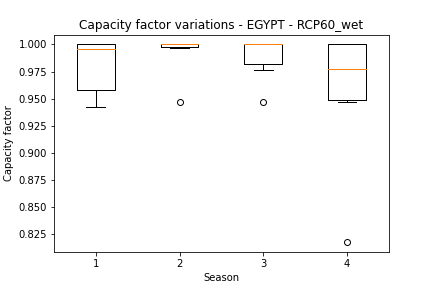 Capacity factor variations - EGYPT - RCP60_wet
Capacity factor
1.000
0.975
0.950
0.925
0.900
0.875
0.850
0.825
1 2 3 4
Season